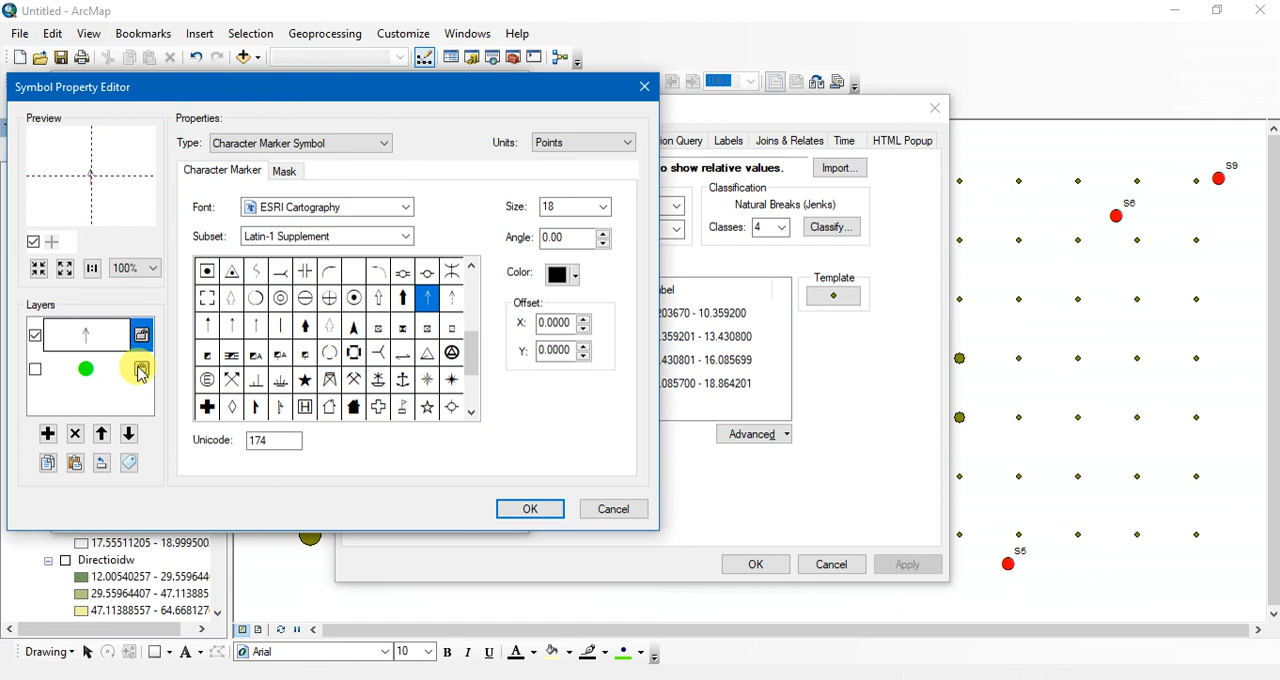 Untitled - ArcMap
File Edit View Bookmarks Insert Selection Geoprocessing Customize Windows Help
Symbol Property Editor
Preview
Properties:
Type: Character Marker Symbol
Units: Points
Character Marker Mask
ion Query Labels Joins & Relates Time HTML Popup
o show relative values.
Import...
Font: ESRI Cartography
Size: 18
Classification
Natural Breaks (Jenks)
Subset: Latin-1 Supplement
Angle: 0.00
Classes: 4 Classify...
100%
Color:
Template
Layers
Offset:
X: 0.0000
Y: 0.0000
bel
03670 - 10.359200
.359201 - 13.430800
.430801 - 16.085699
.085700 - 18.864201
Unicode: 174
Advanced
OK Cancel
OK Cancel Apply
17.55511205 - 18.999500
Directioidw
12.00540257 - 29.559644
29.55964407 - 47.113885
47.11388557 - 64.668127
S9
S6
S5
Drawing Arial 10 B I U A